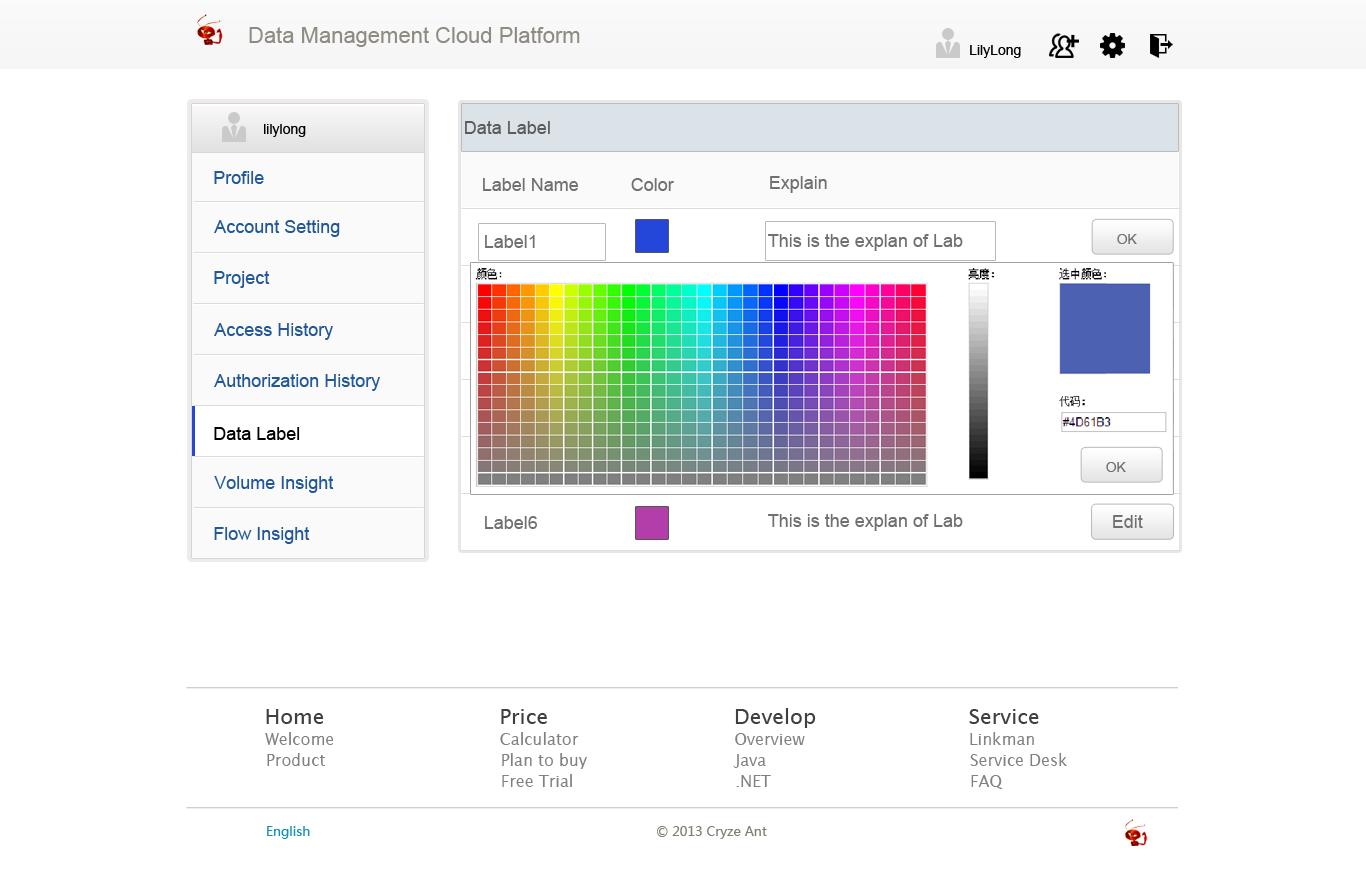 Data Management Cloud Platform
LilyLong
lilylong
Profile
Account Setting
Project
Access History
Authorization History
Data Label
Volume Insight
Flow Insight
Data Label
Label Name Color Explain
Label1 This is the explan of Lab OK
颜色: 亮度: 选中颜色:
代码:
#4D61B3
OK
Label6 This is the explan of Lab Edit
Home Price Develop Service
Welcome Calculator Overview Linkman
Product Plan to buy Java Service Desk
Free Trial .NET FAQ
English © 2013 Cryze Ant